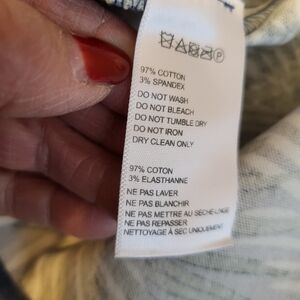 P
97% COTTON
3% SPANDEX
DO NOT WASH
DO NOT BLEACH
DO NOT TUMBLE DRY
DO NOT IRON
DRY CLEAN ONLY
97% COTON
3% ELASTHANNE
NE PAS LAVER
NE PAS BLANCHIR
NE PAS METTRE AU SECHE-LINGE
NE PAS REPASSER
NETTOYAGE À SEC UNIQUEMENT